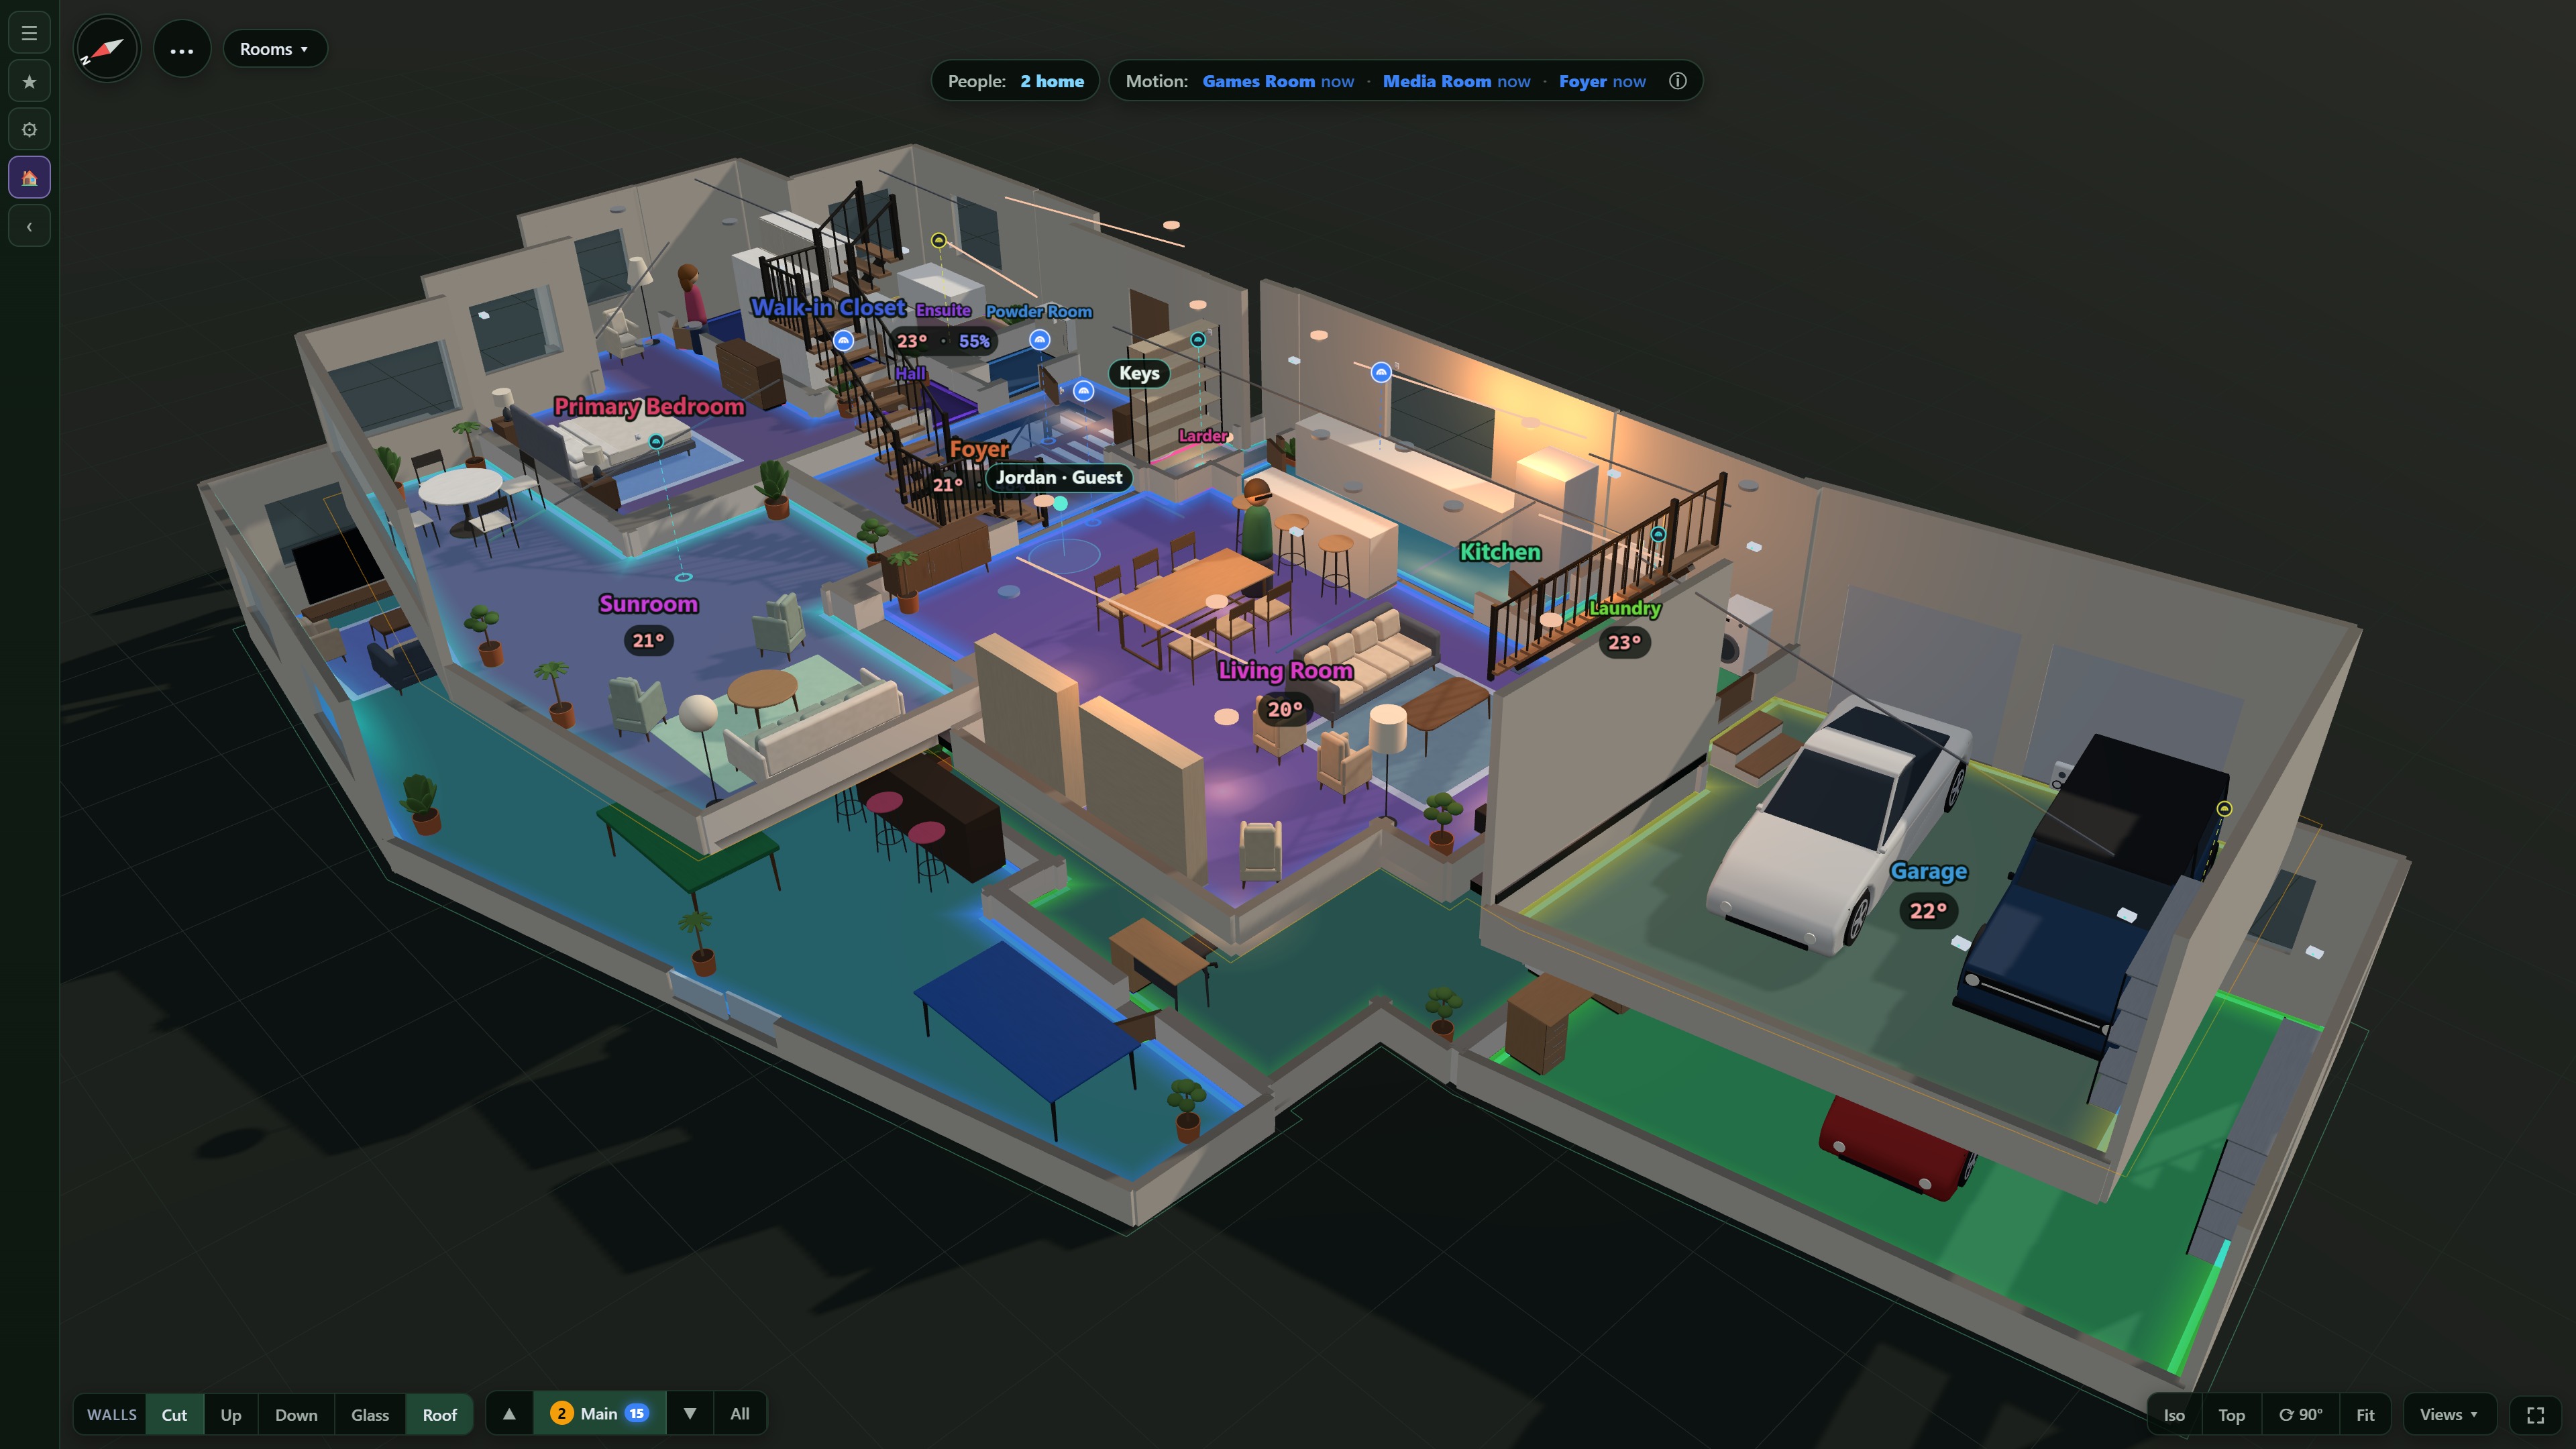 N
...
Rooms
People: 2 home
Motion: Games Room now · Media Room now · Foyer now
Walk-in Closet
Ensuite
Powder Room
23° · 55%
Hall
Keys
Primary Bedroom
Larder
Foyer
21°
Jordan · Guest
Kitchen
Sunroom
21°
Laundry
23°
Living Room
20°
Garage
22°
WALLS Cut Up Down Glass Roof
2 Main 15
All
Iso Top 90° Fit
Views